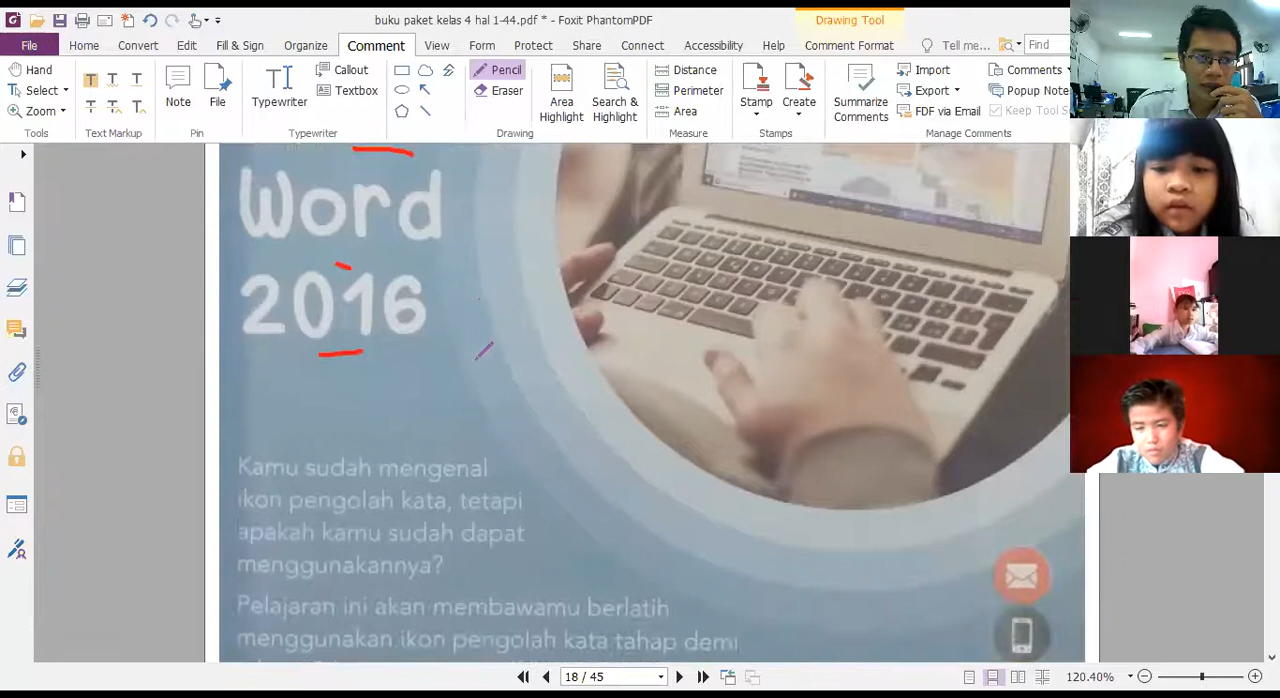 buku paket kelas 4 hal 1-44.pdf * - Foxit PhantomPDF
Drawing Tool
File Home Convert Edit Fill & Sign Organize Comment View Form Protect Share Connect Accessibility Help Comment Format Tell me... Find
Hand
Select
Zoom
Tools
Text Markup
Note
File
Pin
Typewriter
Callout
Textbox
Typewriter
Pencil
Eraser
Drawing
Area Highlight
Search & Highlight
Distance
Perimeter
Area
Measure
Stamp
Create
Stamps
Summarize Comments
Import
Export
FDF via Email
Comments
Popup Note
Keep Tool S
Manage Comments
Word
2016
Kamu sudah mengenal
ikon pengolah kata, tetapi
apakah kamu sudah dapat
menggunakannya?
Pelajaran ini akan membawamu berlatih
menggunakan ikon pengolah kata tahap demi
18 / 45
120.40%